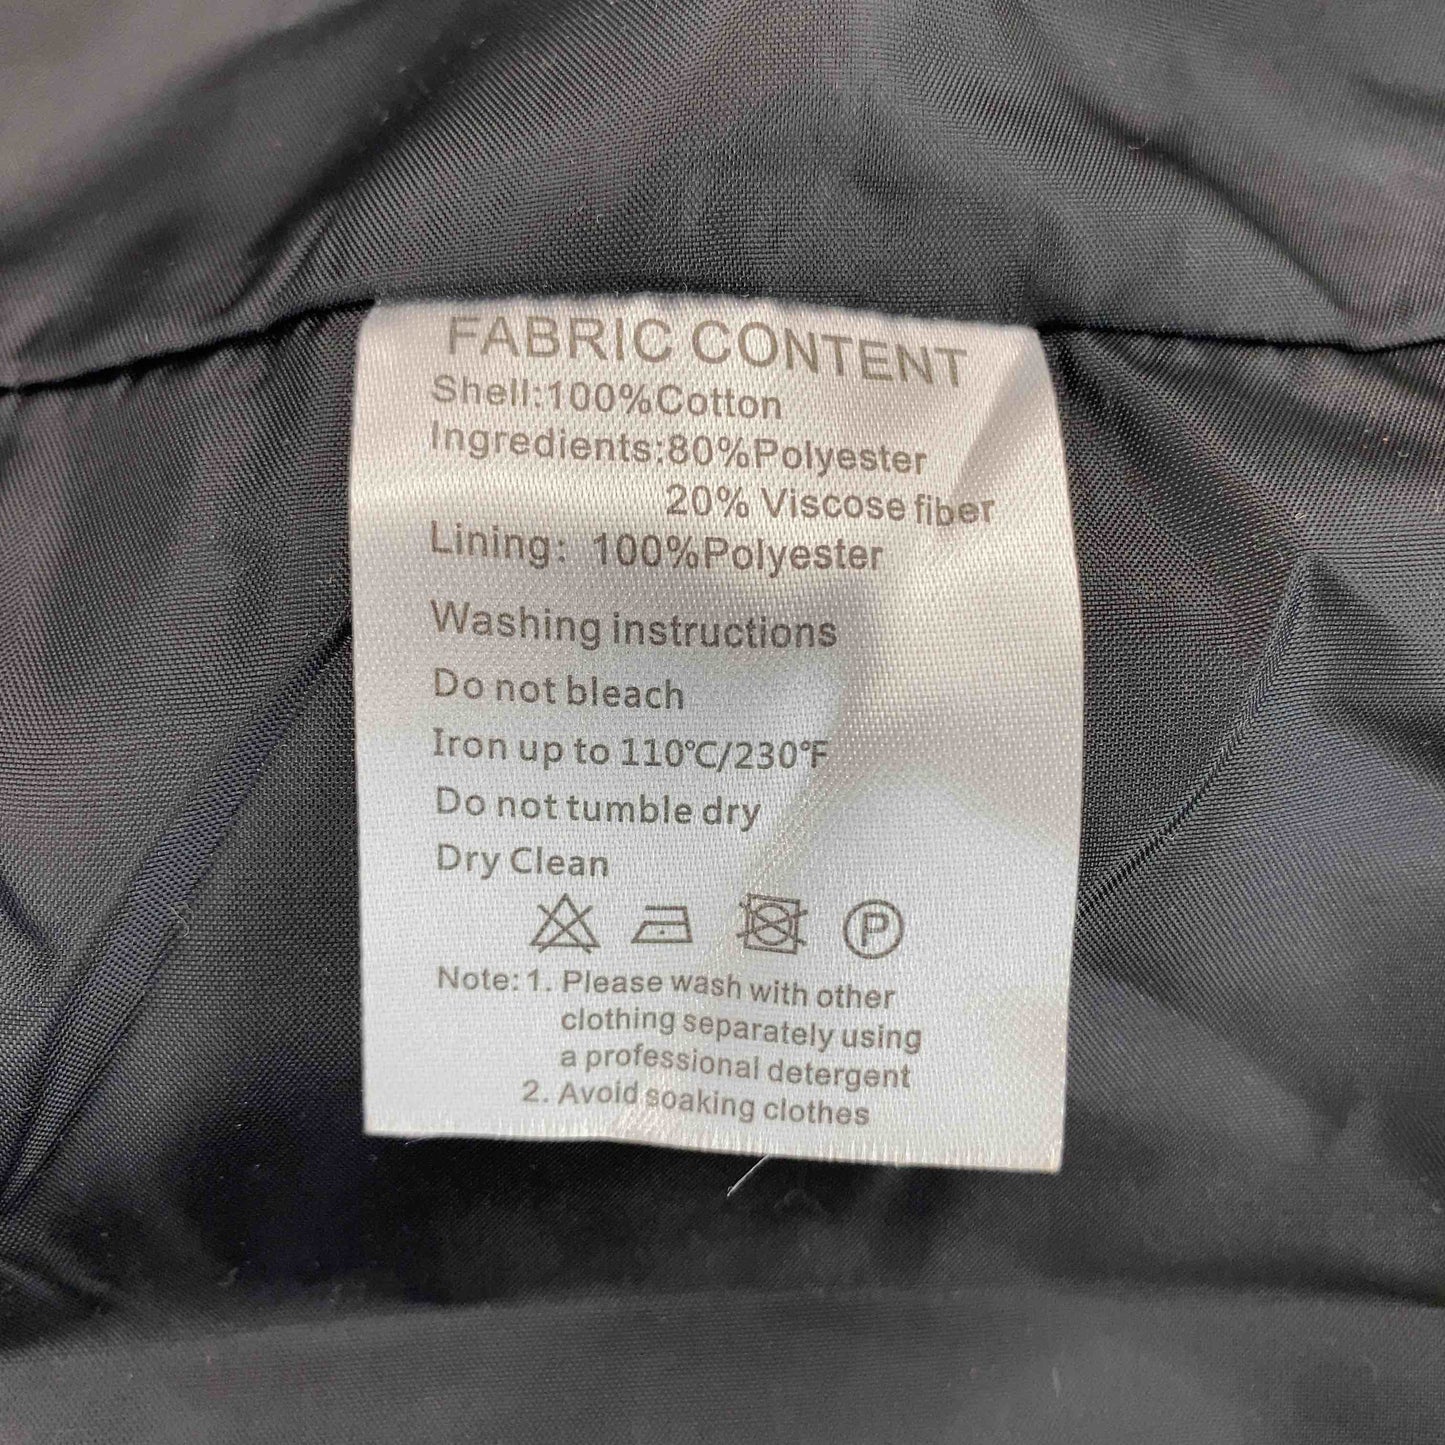 FABRIC CONTENT
Shell:100%Cotton
Ingredients:80%Polyester
20% Viscose fiber
Lining: 100%Polyester
Washing instructions
Do not bleach
Iron up to 110℃/230℉
Do not tumble dry
Dry Clean
P
Note: 1. Please wash with other
clothing separately using
a professional detergent
2. Avoid soaking clothes